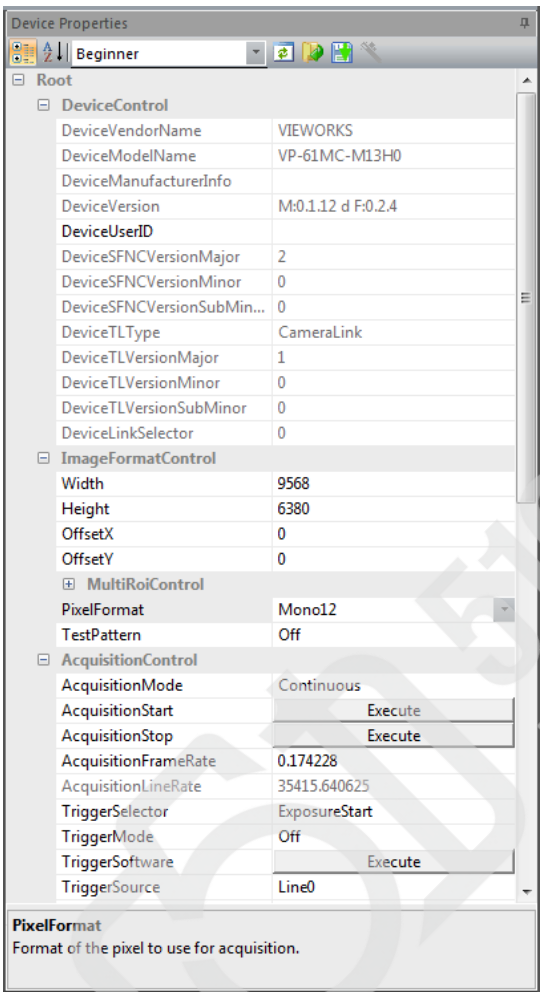 Device Properties
Beginner
Root
DeviceControl
DeviceVendorName VIEWORKS
DeviceModelName VP-61MC-M13H0
DeviceManufacturerInfo
DeviceVersion M:0.1.12 d F:0.2.4
DeviceUserID
DeviceSFNCVersionMajor 2
DeviceSFNCVersionMinor 0
DeviceSFNCVersionSubMin... 0
DeviceTLType CameraLink
DeviceTLVersionMajor 1
DeviceTLVersionMinor 0
DeviceTLVersionSubMinor 0
DeviceLinkSelector 0
ImageFormatControl
Width 9568
Height 6380
OffsetX 0
OffsetY 0
MultiRoiControl
PixelFormat Mono12
TestPattern Off
AcquisitionControl
AcquisitionMode Continuous
AcquisitionStart Execute
AcquisitionStop Execute
AcquisitionFrameRate 0.174228
AcquisitionLineRate 35415.640625
TriggerSelector ExposureStart
TriggerMode Off
TriggerSoftware Execute
TriggerSource Line0
PixelFormat
Format of the pixel to use for acquisition.